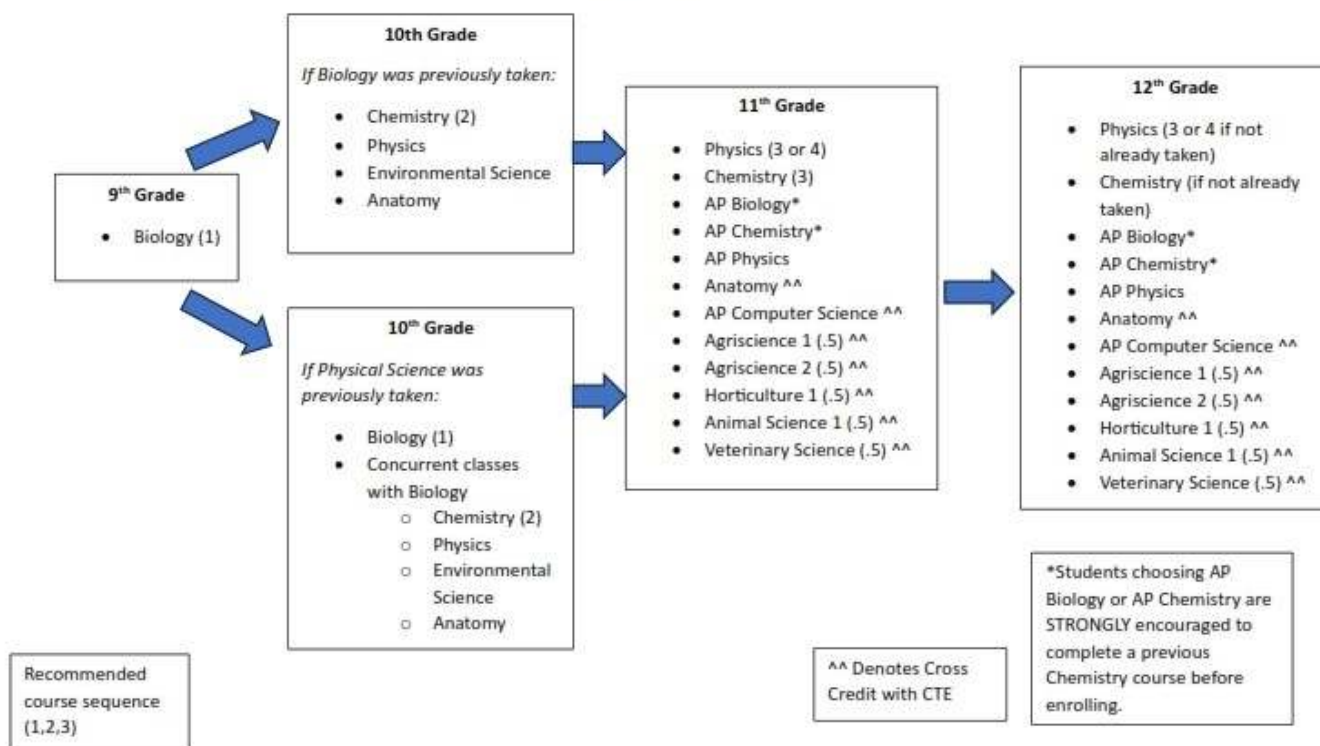 9th Grade
• Biology (1)
10th Grade
If Biology was previously taken:
• Chemistry (2)
• Physics
• Environmental Science
• Anatomy
10th Grade
If Physical Science was
previously taken:
• Biology (1)
• Concurrent classes
with Biology
o Chemistry (2)
o Physics
o Environmental
Science
o Anatomy
11th Grade
• Physics (3 or 4)
• Chemistry (3)
• AP Biology*
• AP Chemistry*
• AP Physics
• Anatomy ^^
• AP Computer Science ^^
• Agriscience 1 (.5) ^^
• Agriscience 2 (.5) ^^
• Horticulture 1 (.5) ^^
• Animal Science 1 (.5) ^^
• Veterinary Science (.5) ^^
12th Grade
• Physics (3 or 4 if not
already taken)
• Chemistry (if not already
taken)
• AP Biology*
• AP Chemistry*
• AP Physics
• Anatomy ^^
• AP Computer Science ^^
• Agriscience 1 (.5) ^^
• Agriscience 2 (.5) ^^
• Horticulture 1 (.5) ^^
• Animal Science 1 (.5) ^^
• Veterinary Science (.5) ^^
Recommended
course sequence
(1,2,3)
^^ Denotes Cross
Credit with CTE
*Students choosing AP
Biology or AP Chemistry are
STRONGLY encouraged to
complete a previous
Chemistry course before
enrolling.